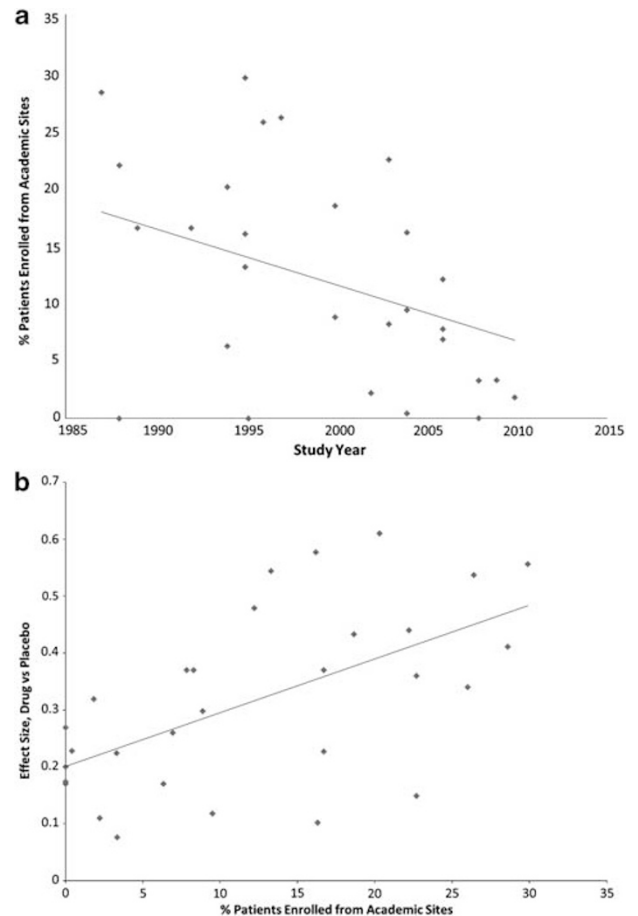 a
35
30
25
20
15
10
5
0
% Patients Enrolled from Academic Sites
1985 1990 1995 2000 2005 2010 2015
Study Year
b
0.7
0.6
0.5
0.4
0.3
0.2
0.1
0
Effect Size, Drug vs Placebo
0 5 10 15 20 25 30 35
% Patients Enrolled from Academic Sites